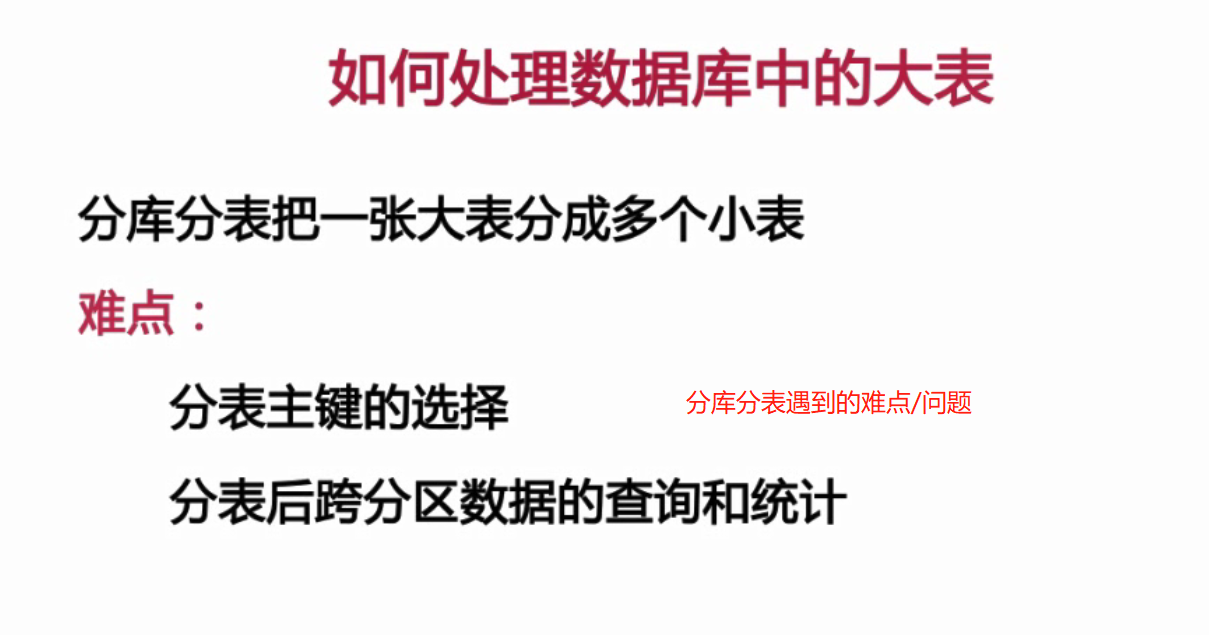 如何处理数据库中的大表
分库分表把一张大表分成多个小表
难点：
分表主键的选择
分库分表遇到的难点/问题
分表后跨分区数据的查询和统计